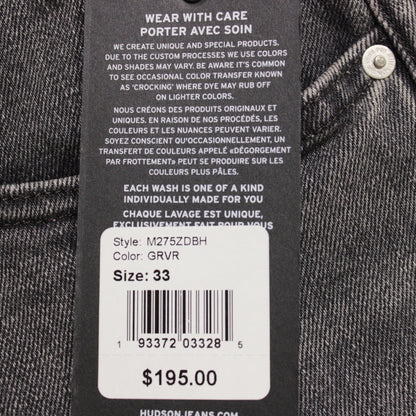 WEAR WITH CARE
PORTER AVEC SOIN
WE CREATE UNIQUE AND SPECIAL PRODUCTS.
DUE TO THE CUSTOM PROCESSES WE USE COLORS
AND SHADES MAY VARY. BE AWARE IT'S COMMON
TO SEE OCCASIONAL COLOR TRANSFER KNOWN
AS 'CROCKING' WHERE DYE MAY RUB OFF
ON LIGHTER COLORS.
NOUS CRÉONS DES PRODUITS ORIGINAUX ET
UNIQUES. EN RAISON DE NOS PROCÉDÉS, LES
COULEURS ET LES NUANCES PEUVENT VARIER.
SOYEZ CONSCIENT QU'OCCASIONNELLEMENT, UN
TRANSFERT DE COULEURS APPELÉ «DÉGORGEMENT
PAR FROTTEMENT» PEUT SE PRODUIRE SUR LES
COULEURS PLUS PÂLES.
EACH WASH IS ONE OF A KIND
INDIVIDUALLY MADE FOR YOU
CHAQUE LAVAGE EST UNIQUE,
EXCLUSIVEMENT FAIT POUR VOUS
Style: M275ZDBH
Color: GRVR
Size: 33
1 93372 03328 5
$195.00
HUDSONJEANS.COM